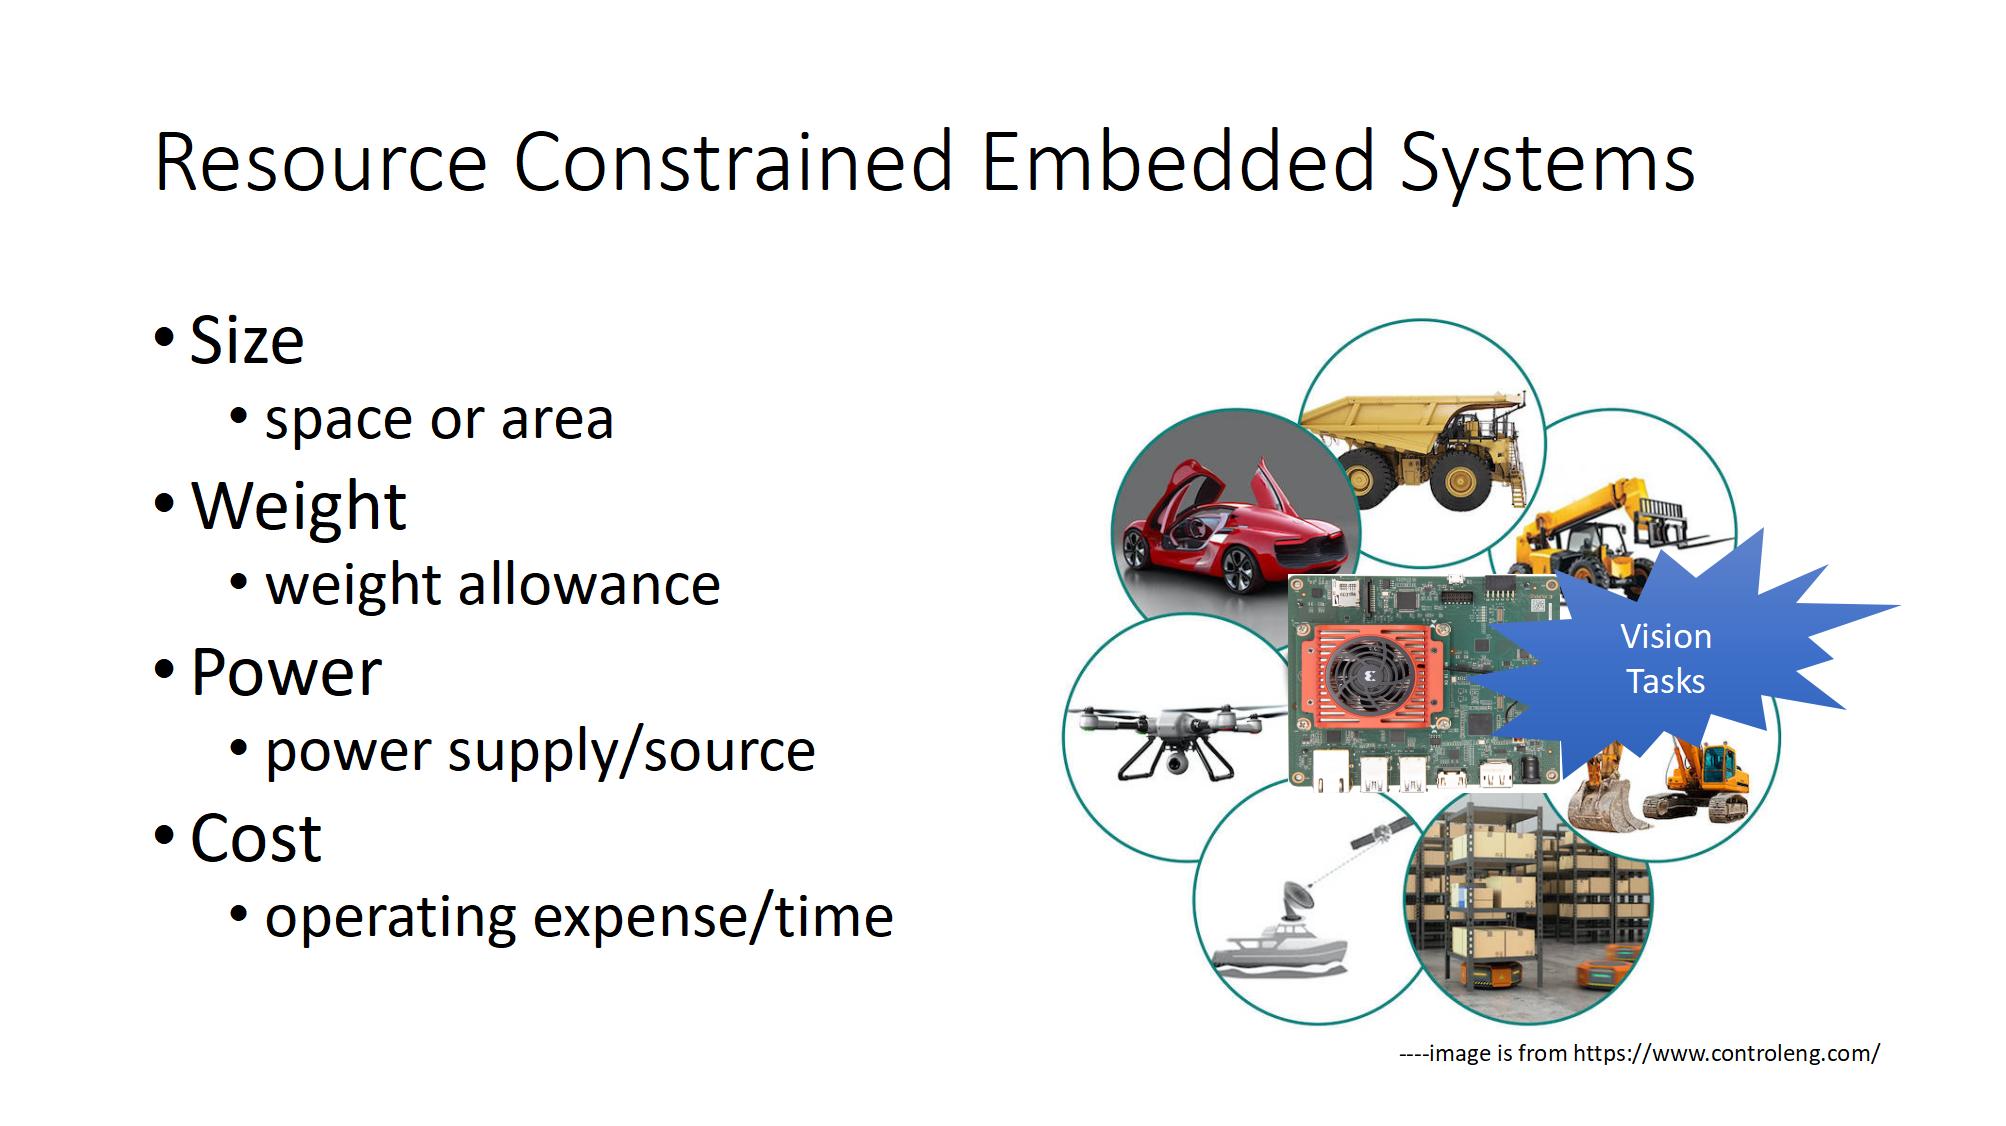 Resource Constrained Embedded Systems
• Size
• space or area
• Weight
• weight allowance
• Power
• power supply/source
• Cost
• operating expense/time
Vision
Tasks
----image is from https://www.controleng.com/